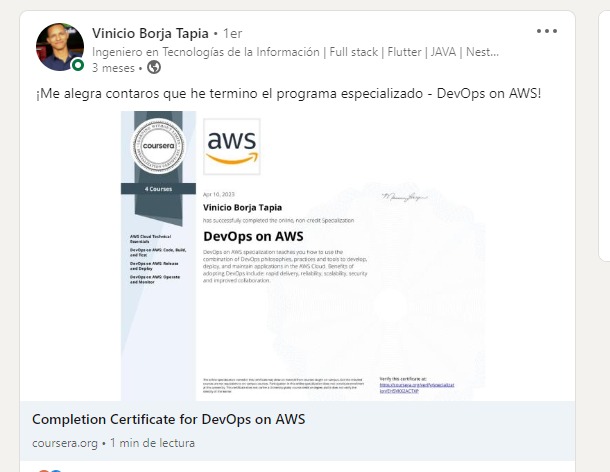 Vinicio Borja Tapia • 1er
Ingeniero en Tecnologías de la Información | Full stack | Flutter | JAVA | Nest...
3 meses •
¡Me alegra contaros que he termino el programa especializado - DevOps on AWS!
coursera
aws
4 Courses
Apr 10, 2023
Vinicio Borja Tapia
has successfully completed the online, non-credit Specialization
DevOps on AWS
AWS Cloud Technical
Essentials
DevOps on AWS: Code, Build,
and Test
DevOps on AWS: Release
and Deploy
DevOps on AWS: Operate
and Monitor
DevOps on AWS specialization teaches you how to use the
combination of DevOps philosophies, practices and tools to develop,
deploy, and maintain applications in the AWS Cloud. Benefits of
adopting DevOps include: rapid delivery, reliability, scalability, security
and improved collaboration.
Verify this certificate at:
Completion Certificate for DevOps on AWS
coursera.org • 1 min de lectura